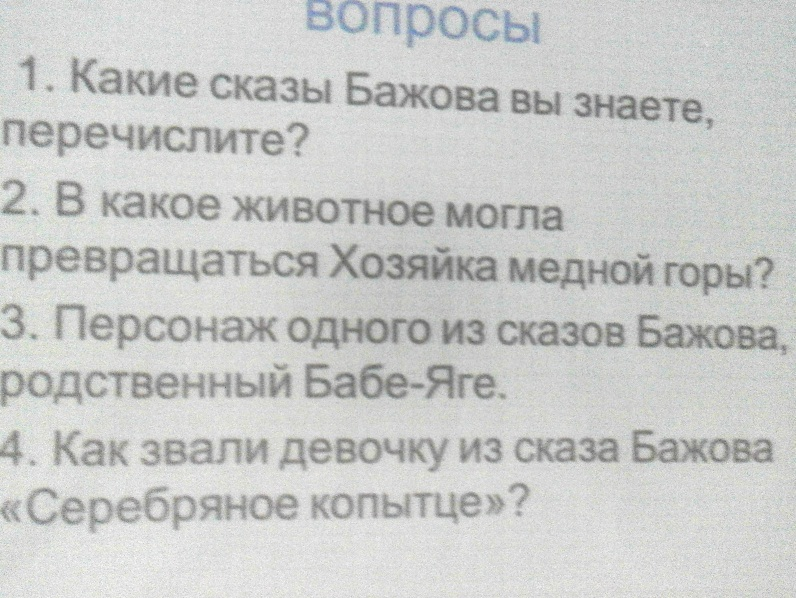 вопросы
1. Какие сказы Бажова вы знаете,
перечислите?
2. В какое животное могла
превращаться Хозяйка медной горы?
3. Персонаж одного из сказов Бажова,
родственный Бабе-Яге.
4. Как звали девочку из сказа Бажова
«Серебряное копытце»?